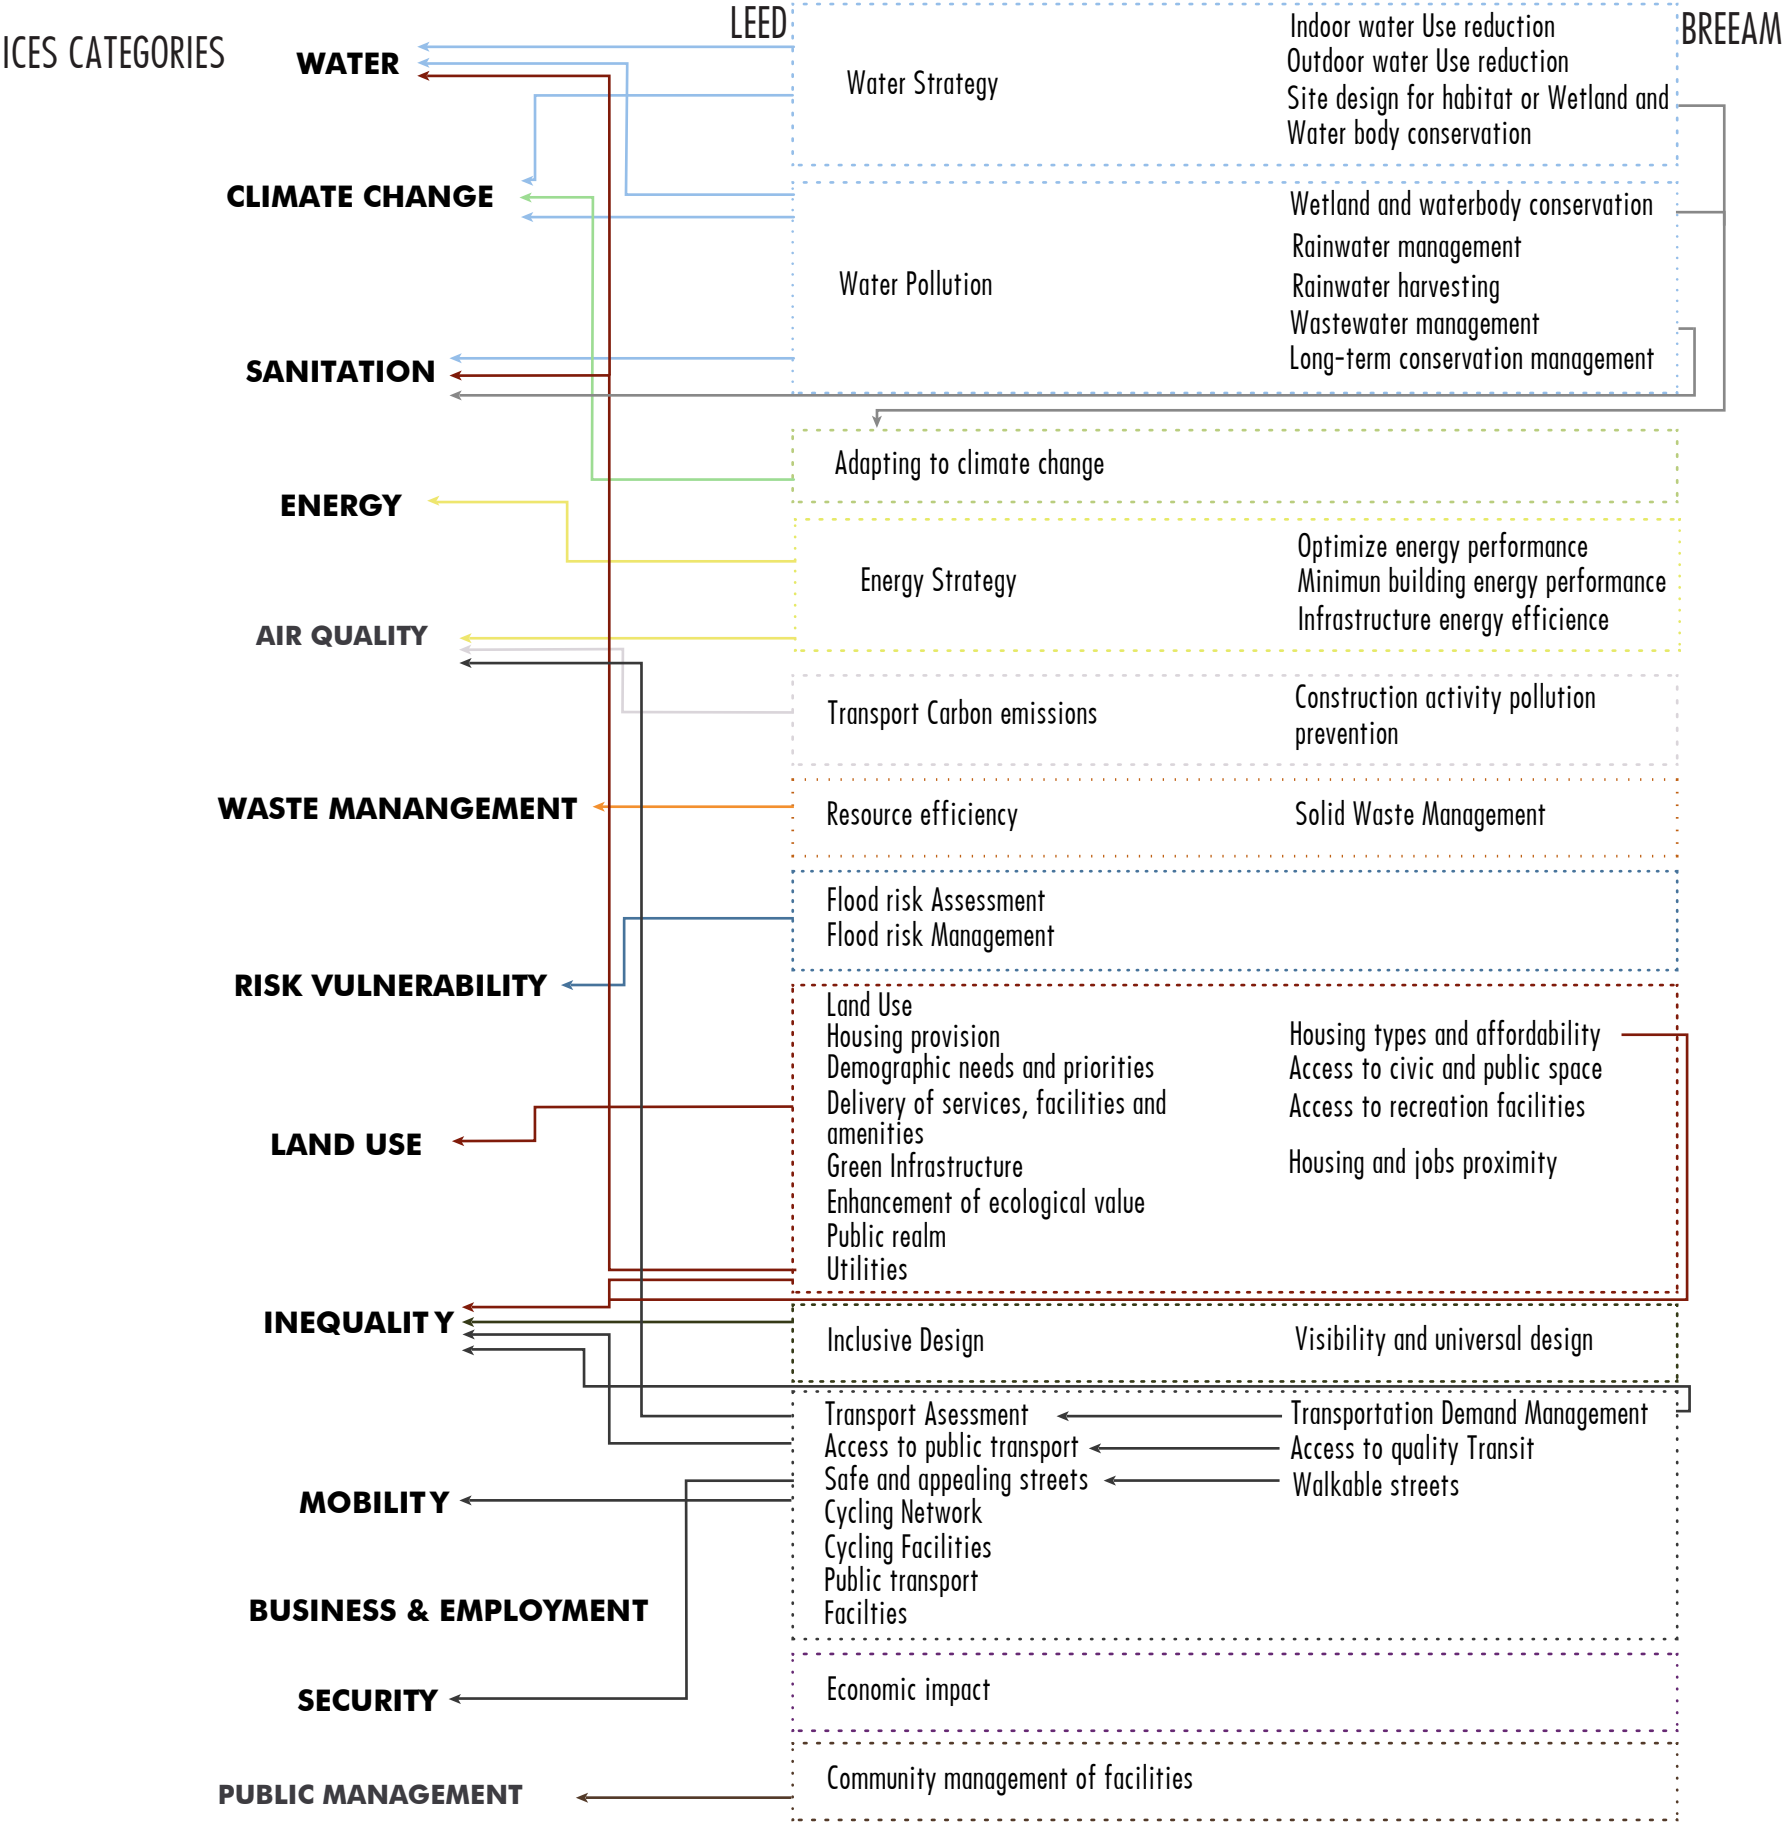 ICES CATEGORIES
LEED
BREEAM
WATER
CLIMATE CHANGE
SANITATION
ENERGY
AIR QUALITY
WASTE MANANGEMENT
RISK VULNERABILITY
LAND USE
INEQUALITY
MOBILITY
BUSINESS & EMPLOYMENT
SECURITY
PUBLIC MANAGEMENT
Water Strategy
Indoor water Use reduction
Outdoor water Use reduction
Site design for habitat or Wetland and
Water body conservation
Water Pollution
Wetland and waterbody conservation
Rainwater management
Rainwater harvesting
Wastewater management
Long-term conservation management
Adapting to climate change
Energy Strategy
Optimize energy performance
Minimun building energy performance
Infrastructure energy efficience
Transport Carbon emissions
Construction activity pollution
prevention
Resource efficiency
Solid Waste Management
Flood risk Assessment
Flood risk Management
Land Use
Housing provision
Demographic needs and priorities
Delivery of services, facilities and
amenities
Green Infrastructure
Enhancement of ecological value
Public realm
Utilities
Housing types and affordability
Access to civic and public space
Access to recreation facilities
Housing and jobs proximity
Inclusive Design
Visibility and universal design
Transport Asessment
Access to public transport
Safe and appealing streets
Cycling Network
Cycling Facilities
Public transport
Facilties
Transportation Demand Management
Access to quality Transit
Walkable streets
Economic impact
Community management of facilities